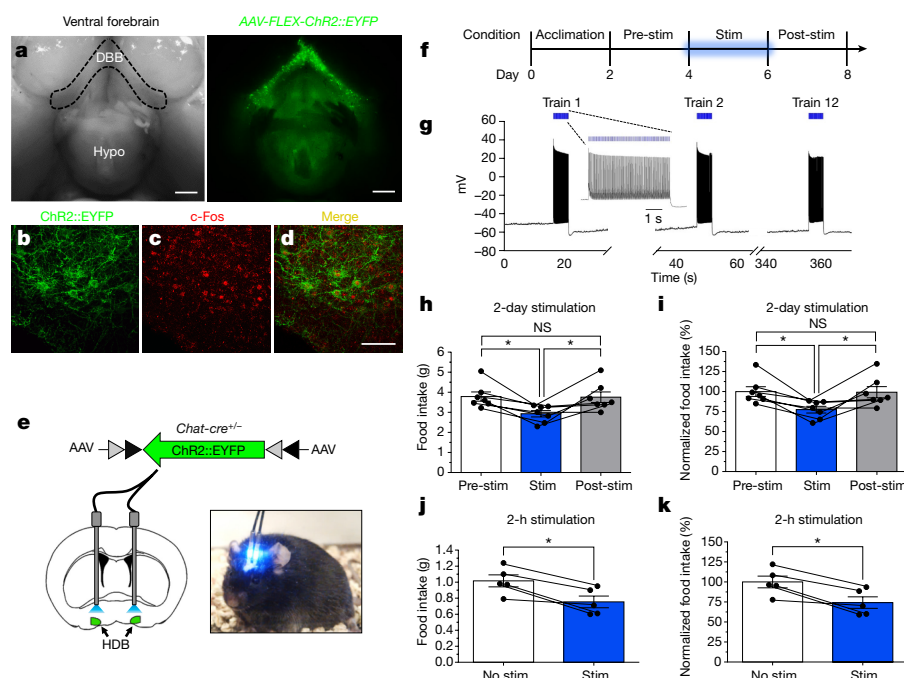 a
Ventral forebrain
AAV-FLEX-ChR2::EYFP
DBB
Hypo
ChR2::EYFP
c-Fos
Merge
b
c
d
e
Chat-cre+/–
AAV
ChR2::EYFP
AAV
HDB
f
Condition Acclimation Pre-stim Stim Post-stim
Day 0 2 4 6 8
g
Train 1 Train 2 Train 12
60
40
20
0
–20
–40
–60
–80
mV
1 s
0 20 40 60 340 360
Time (s)
h
2-day stimulation
NS
* *
Food intake (g)
6
5
4
3
2
1
0
Pre-stim Stim Post-stim
i
2-day stimulation
NS
* *
Normalized food intake (%)
150
125
100
75
50
25
0
Pre-stim Stim Post-stim
j
2-h stimulation
*
Food intake (g)
1.6
1.4
1.2
1.0
0.8
0.6
0.4
0.2
0
No stim Stim
k
2-h stimulation
*
Normalized food intake (%)
150
125
100
75
50
25
0
No stim Stim